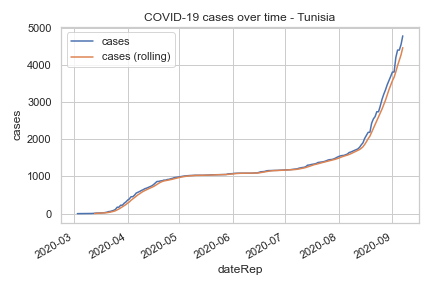 COVID-19 cases over time - Tunisia
cases
cases (rolling)
5000
4000
3000
2000
1000
0
cases
2020-03
2020-04
2020-05
2020-06
2020-07
2020-08
2020-09
dateRep